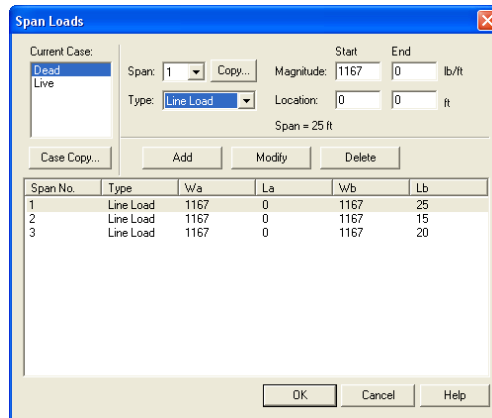 Span Loads
Current Case:
Dead
Live
Case Copy...
Span: 1 Copy...
Type: Line Load
Start End
Magnitude: 1167 0 lb/ft
Location: 0 0 ft
Span = 25 ft
Add Modify Delete
Span No. Type Wa La Wb Lb
1 Line Load 1167 0 1167 25
2 Line Load 1167 0 1167 15
3 Line Load 1167 0 1167 20
OK Cancel Help